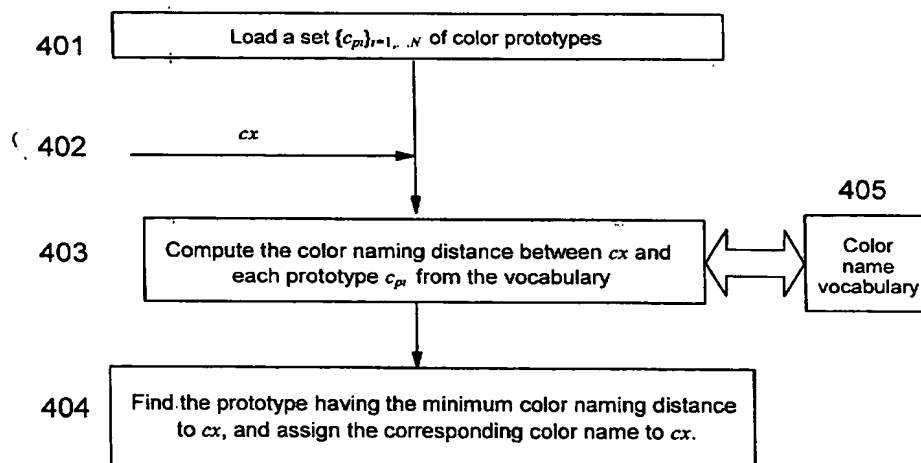 401
Load a set {c_pi}_i=1,. .,N of color prototypes
402
cx
405
403
Compute the color naming distance between cx and
each prototype c_pi from the vocabulary
Color
name
vocabulary
404
Find the prototype having the minimum color naming distance
to cx, and assign the corresponding color name to cx.